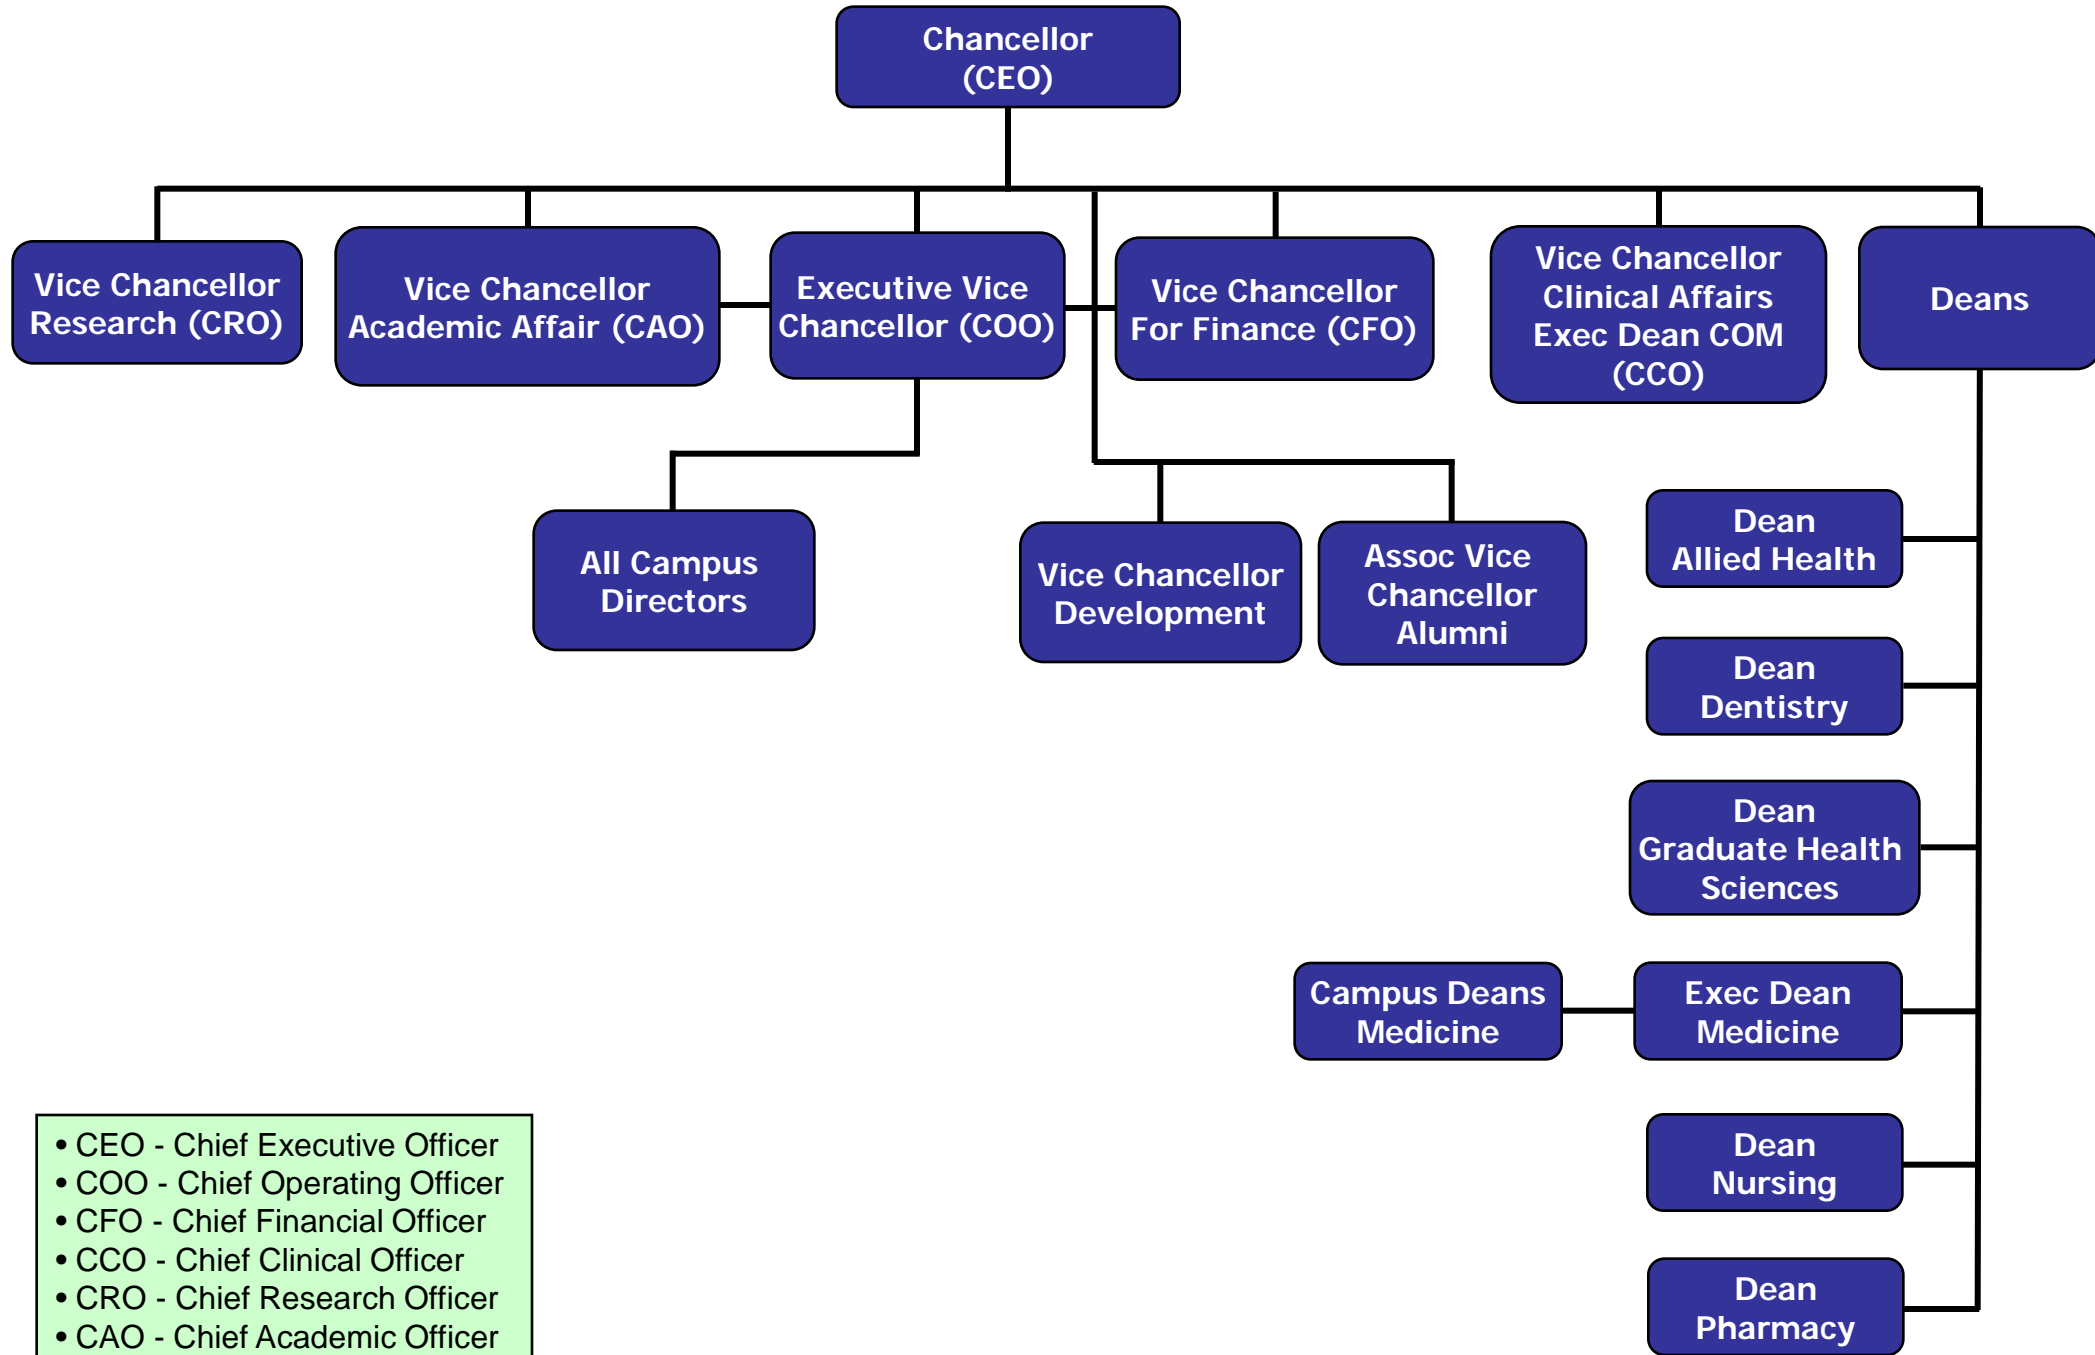 Chancellor
(CEO)
Vice Chancellor
Research (CRO)
Vice Chancellor
Academic Affair (CAO)
Executive Vice
Chancellor (COO)
Vice Chancellor
For Finance (CFO)
Vice Chancellor
Clinical Affairs
Exec Dean COM
(CCO)
Deans
All Campus
Directors
Vice Chancellor
Development
Assoc Vice
Chancellor
Alumni
Dean
Allied Health
Dean
Dentistry
Dean
Graduate Health
Sciences
Campus Deans
Medicine
Exec Dean
Medicine
Dean
Nursing
Dean
Pharmacy
• CEO - Chief Executive Officer
• COO - Chief Operating Officer
• CFO - Chief Financial Officer
• CCO - Chief Clinical Officer
• CRO - Chief Research Officer
• CAO - Chief Academic Officer